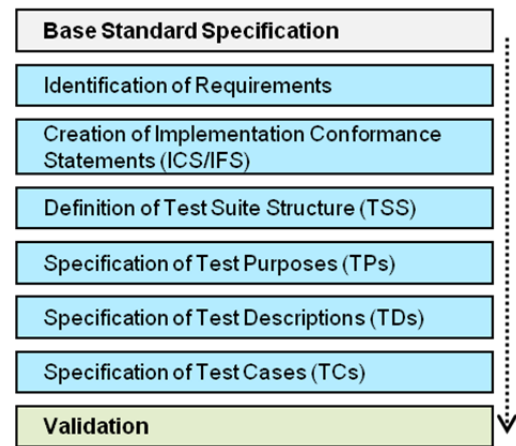 Base Standard Specification
Identification of Requirements
Creation of Implementation Conformance
Statements (ICS/IFS)
Definition of Test Suite Structure (TSS)
Specification of Test Purposes (TPs)
Specification of Test Descriptions (TDs)
Specification of Test Cases (TCs)
Validation